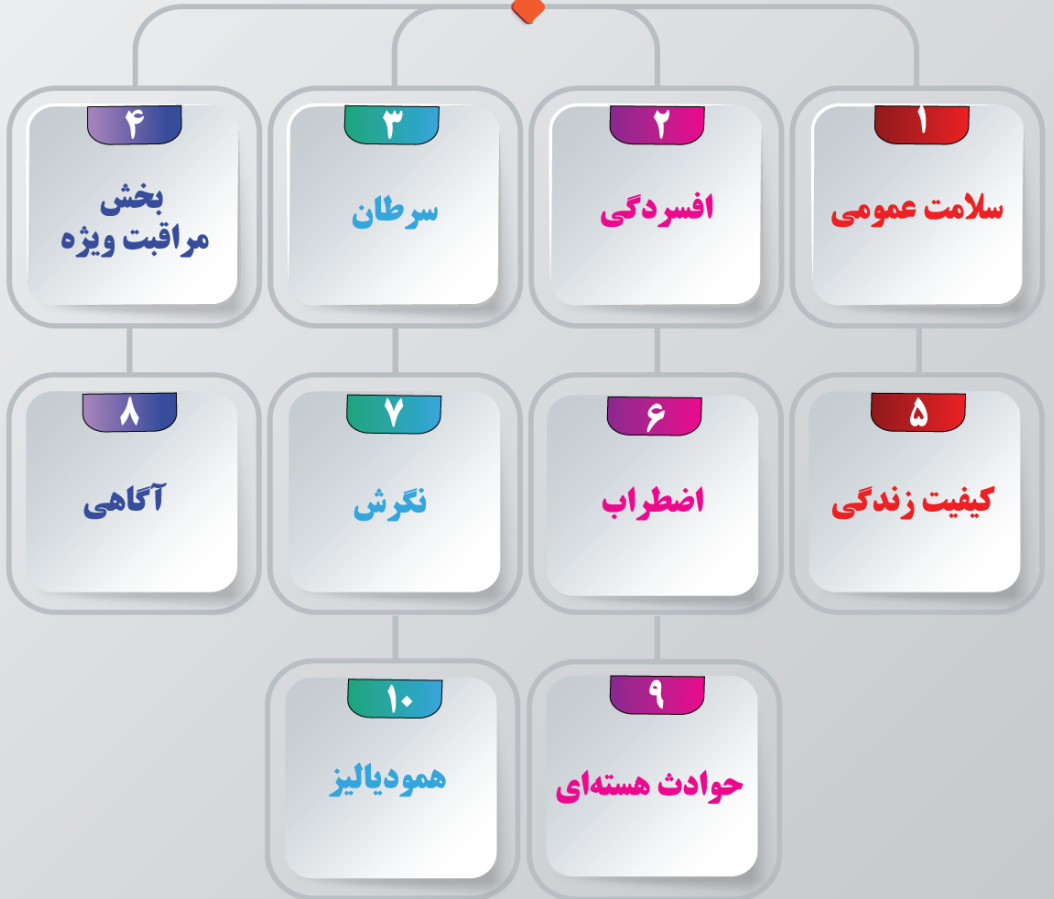 ۱
سلامت عمومی
۲
افسردگی
۳
سرطان
۴
بخش
مراقبت ویژه
۵
کیفیت زندگی
۶
اضطراب
۷
نگرش
۸
آگاهی
۹
حوادث هسته‌ای
۱۰
همودیالیز